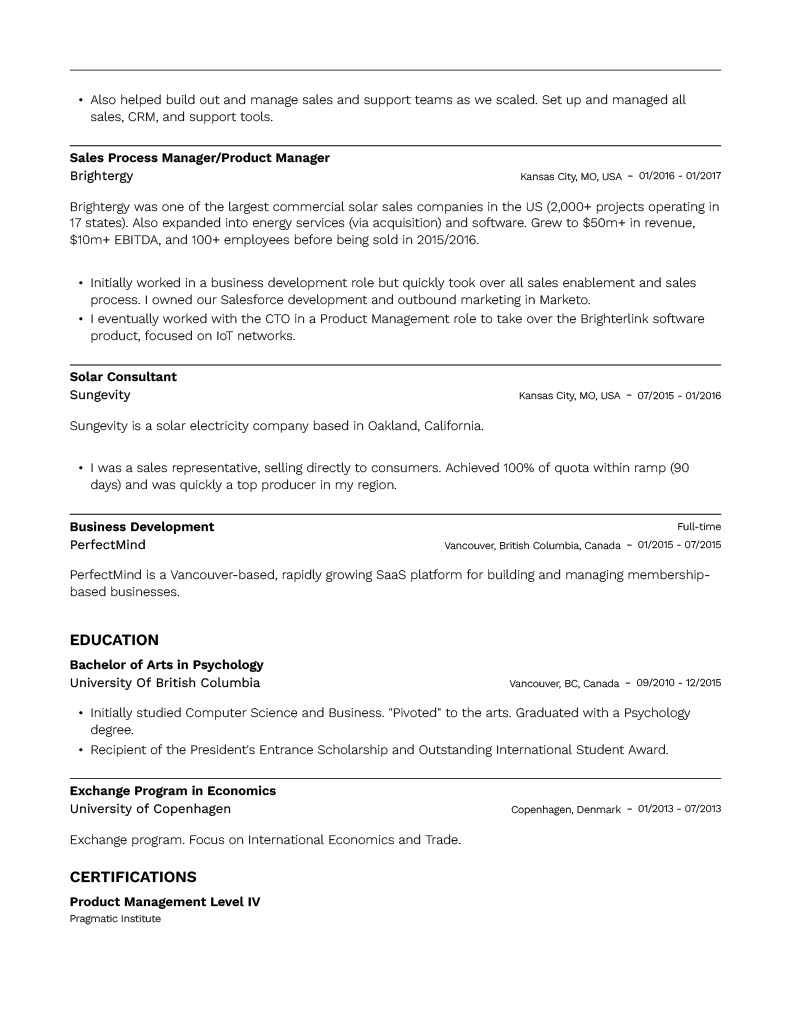 • Also helped build out and manage sales and support teams as we scaled. Set up and managed all
sales, CRM, and support tools.
Sales Process Manager/Product Manager
Brightergy Kansas City, MO, USA – 01/2016 - 01/2017
Brightergy was one of the largest commercial solar sales companies in the US (2,000+ projects operating in
17 states). Also expanded into energy services (via acquisition) and software. Grew to $50m+ in revenue,
$10m+ EBITDA, and 100+ employees before being sold in 2015/2016.
• Initially worked in a business development role but quickly took over all sales enablement and sales
process. I owned our Salesforce development and outbound marketing in Marketo.
• I eventually worked with the CTO in a Product Management role to take over the Brighterlink software
product, focused on IoT networks.
Solar Consultant
Sungevity Kansas City, MO, USA – 07/2015 - 01/2016
Sungevity is a solar electricity company based in Oakland, California.
• I was a sales representative, selling directly to consumers. Achieved 100% of quota within ramp (90
days) and was quickly a top producer in my region.
Business Development Full-time
PerfectMind Vancouver, British Columbia, Canada – 01/2015 - 07/2015
PerfectMind is a Vancouver-based, rapidly growing SaaS platform for building and managing membership-
based businesses.
EDUCATION
Bachelor of Arts in Psychology
University Of British Columbia Vancouver, BC, Canada – 09/2010 - 12/2015
• Initially studied Computer Science and Business. "Pivoted" to the arts. Graduated with a Psychology
degree.
• Recipient of the President's Entrance Scholarship and Outstanding International Student Award.
Exchange Program in Economics
University of Copenhagen Copenhagen, Denmark – 01/2013 - 07/2013
Exchange program. Focus on International Economics and Trade.
CERTIFICATIONS
Product Management Level IV
Pragmatic Institute